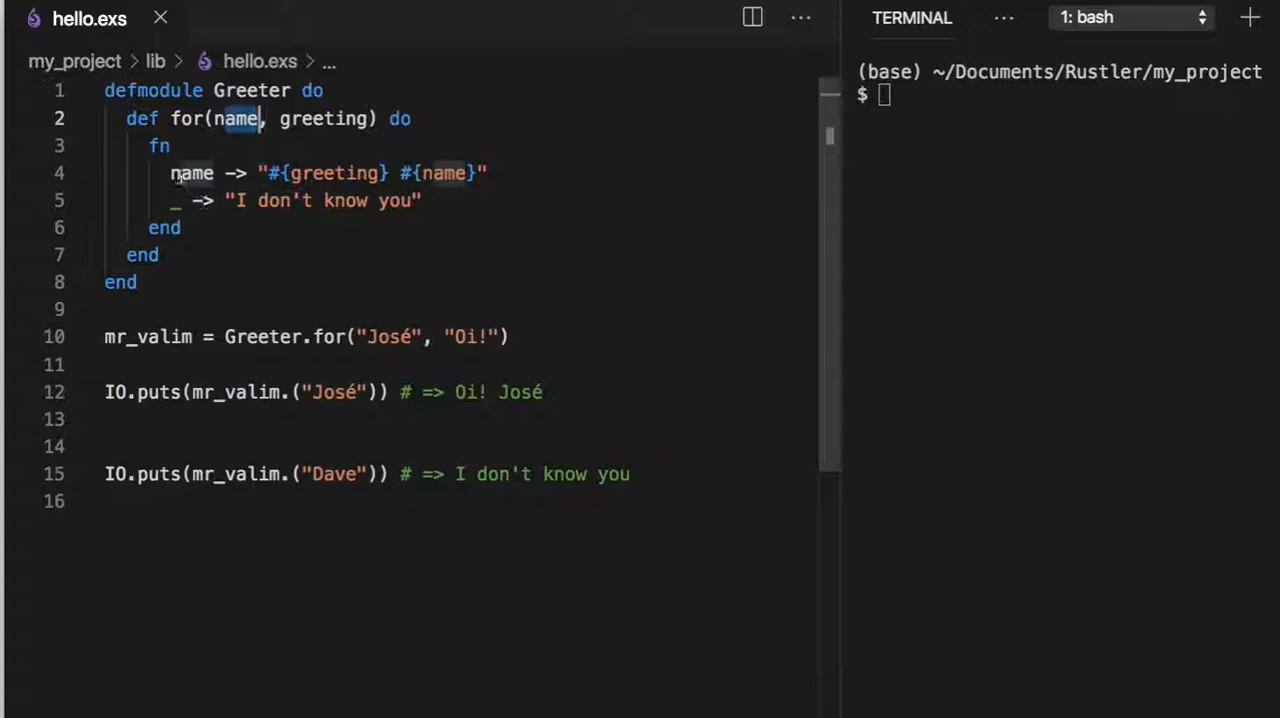 hello.exs
TERMINAL ... 1: bash
my_project > lib > hello.exs > ...
1 defmodule Greeter do
2 def for(name, greeting) do
3 fn
4 name -> "#{greeting} #{name}"
5 _ -> "I don't know you"
6 end
7 end
8 end
9
10 mr_valim = Greeter.for("José", "Oi!")
11
12 IO.puts(mr_valim.("José")) # => Oi! José
13
14
15 IO.puts(mr_valim.("Dave")) # => I don't know you
16
(base) ~/Documents/Rustler/my_project
$